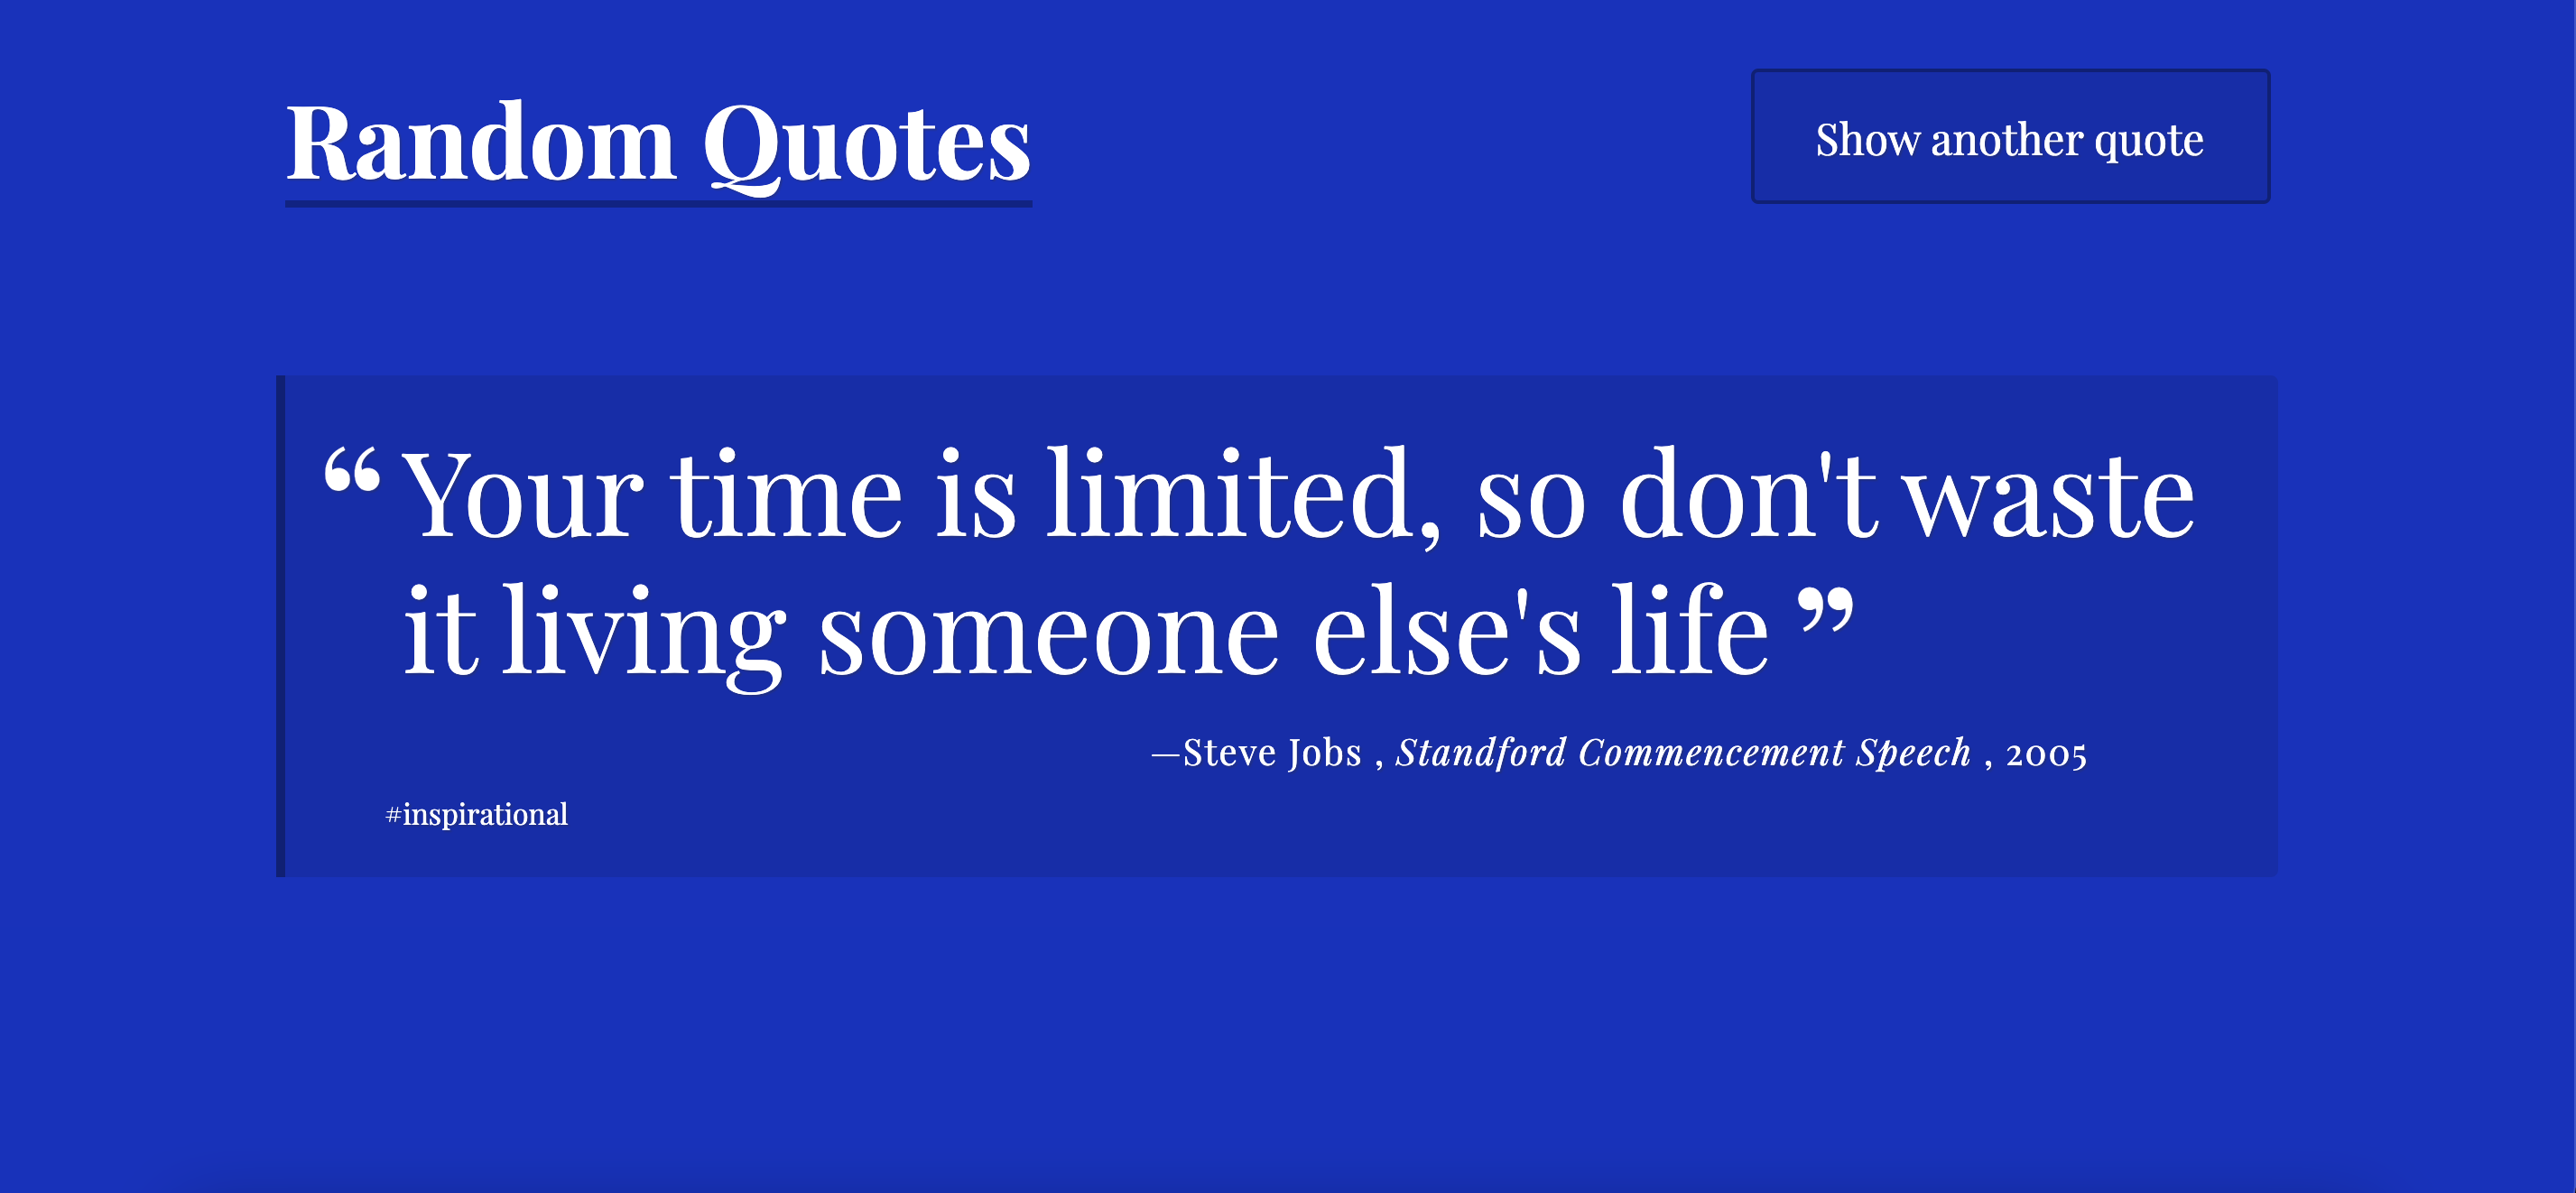 Random Quotes
Show another quote
“ Your time is limited, so don't waste
it living someone else's life ”
—Steve Jobs , Standford Commencement Speech , 2005
#inspirational